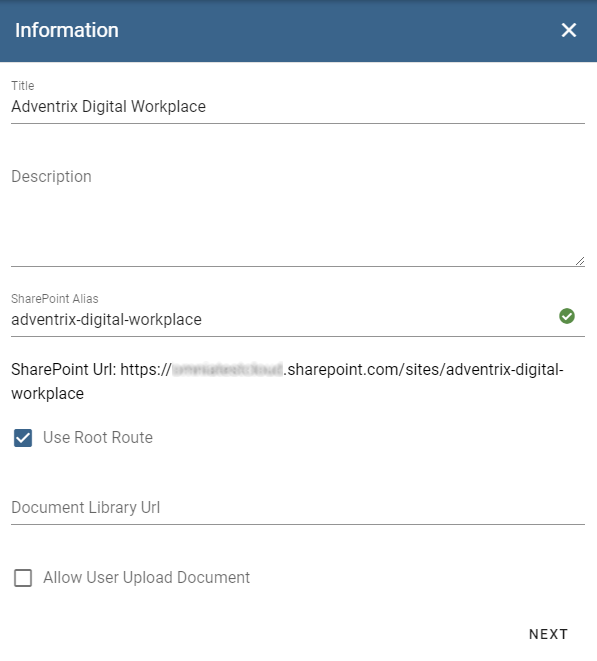 Information
Title
Adventrix Digital Workplace
Description
SharePoint Alias
adventrix-digital-workplace
SharePoint Url: https://.sharepoint.com/sites/adventrix-digital-
workplace
Use Root Route
Document Library Url
Allow User Upload Document
NEXT